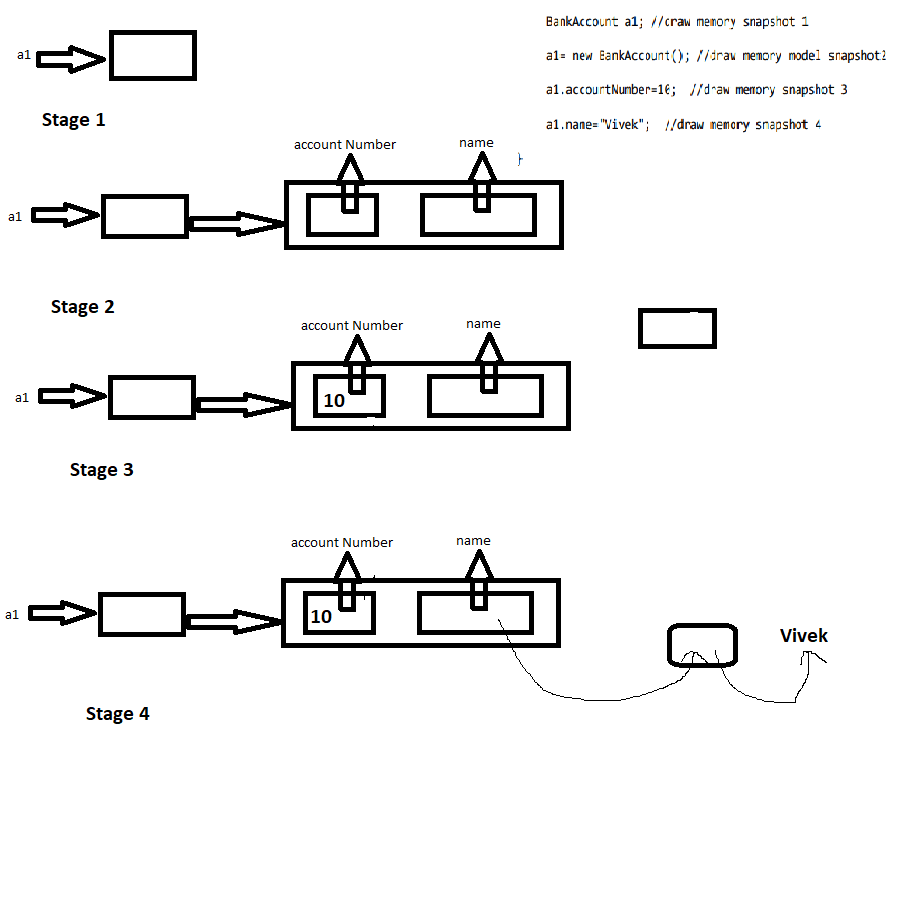 BankAccount a1; //draw memory snapshot 1
a1
a1= new BankAccount(); //draw memory model snapshot2
a1.accourtNumber=10; //draw memory snapshot 3
Stage 1
a1.name="Vivek"; //draw memory snapshot 4
account Number name
}
a1
Stage 2
account Number name
a1
10
Stage 3
account Number name
a1
10
Vivek
Stage 4